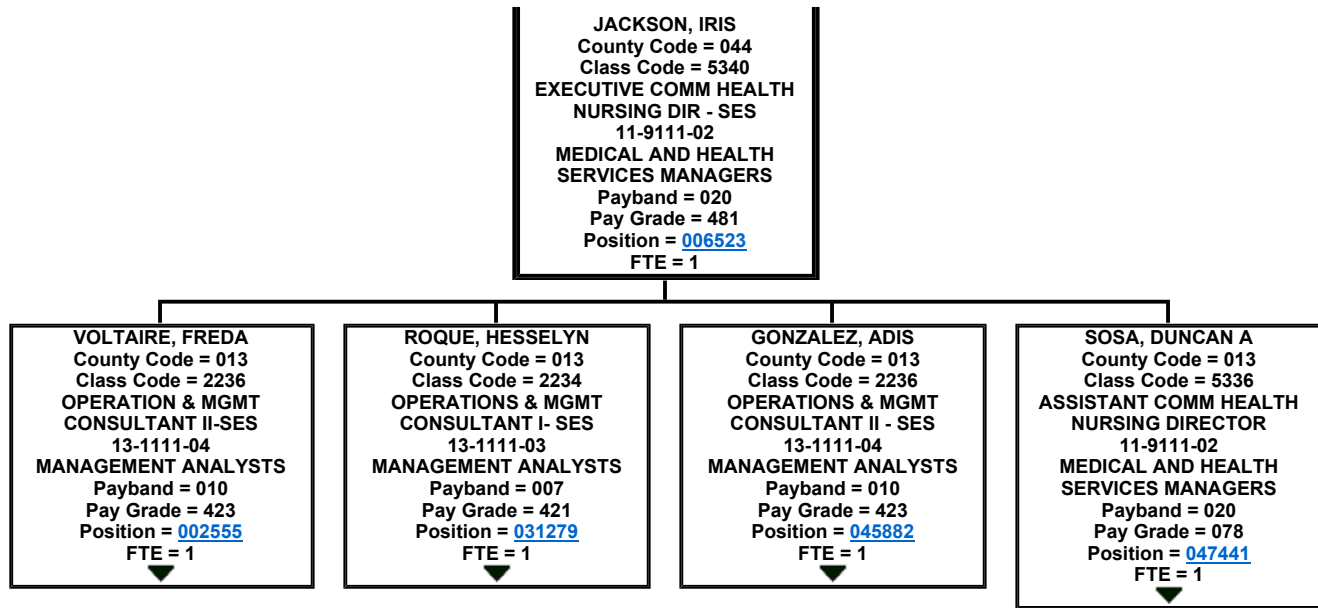 JACKSON, IRIS
County Code = 044
Class Code = 5340
EXECUTIVE COMM HEALTH
NURSING DIR - SES
11-9111-02
MEDICAL AND HEALTH
SERVICES MANAGERS
Payband = 020
Pay Grade = 481
Position = 006523
FTE = 1
VOLTAIRE, FREDA
County Code = 013
Class Code = 2236
OPERATION & MGMT
CONSULTANT II-SES
13-1111-04
MANAGEMENT ANALYSTS
Payband = 010
Pay Grade = 423
Position = 002555
FTE = 1
ROQUE, HESSELYN
County Code = 013
Class Code = 2234
OPERATIONS & MGMT
CONSULTANT I- SES
13-1111-03
MANAGEMENT ANALYSTS
Payband = 007
Pay Grade = 421
Position = 031279
FTE = 1
GONZALEZ, ADIS
County Code = 013
Class Code = 2236
OPERATIONS & MGMT
CONSULTANT II - SES
13-1111-04
MANAGEMENT ANALYSTS
Payband = 010
Pay Grade = 423
Position = 045882
FTE = 1
SOSA, DUNCAN A
County Code = 013
Class Code = 5336
ASSISTANT COMM HEALTH
NURSING DIRECTOR
11-9111-02
MEDICAL AND HEALTH
SERVICES MANAGERS
Payband = 020
Pay Grade = 078
Position = 047441
FTE = 1